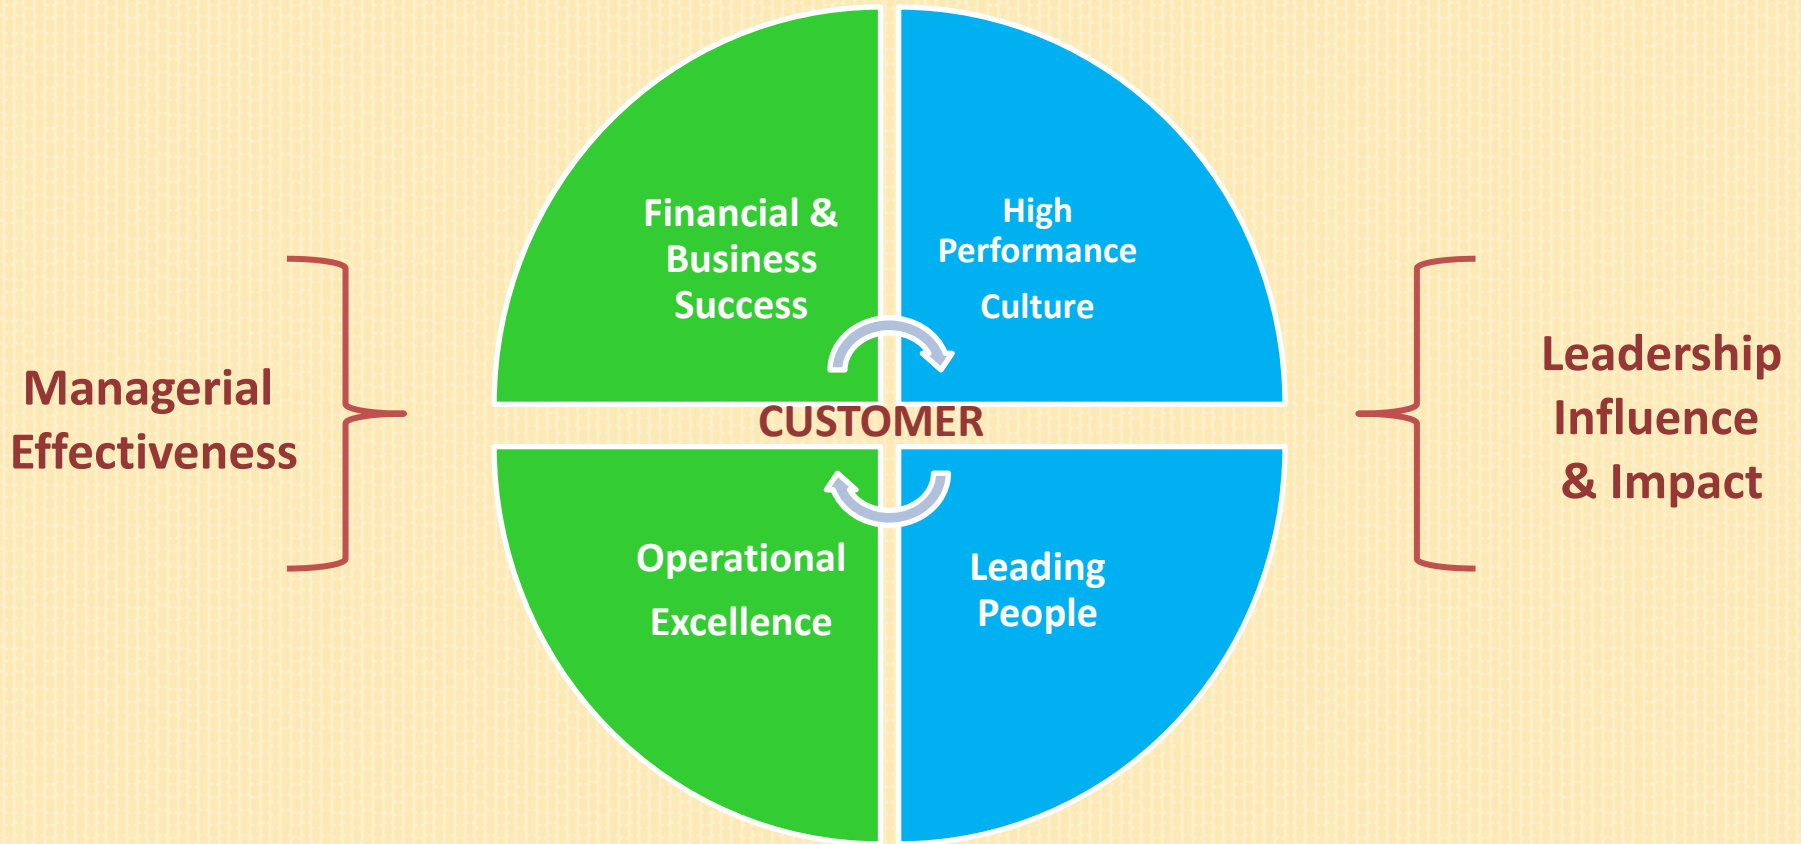 Managerial
Effectiveness
Financial &
Business
Success
High
Performance
Culture
CUSTOMER
Operational
Excellence
Leading
People
Leadership
Influence
& Impact